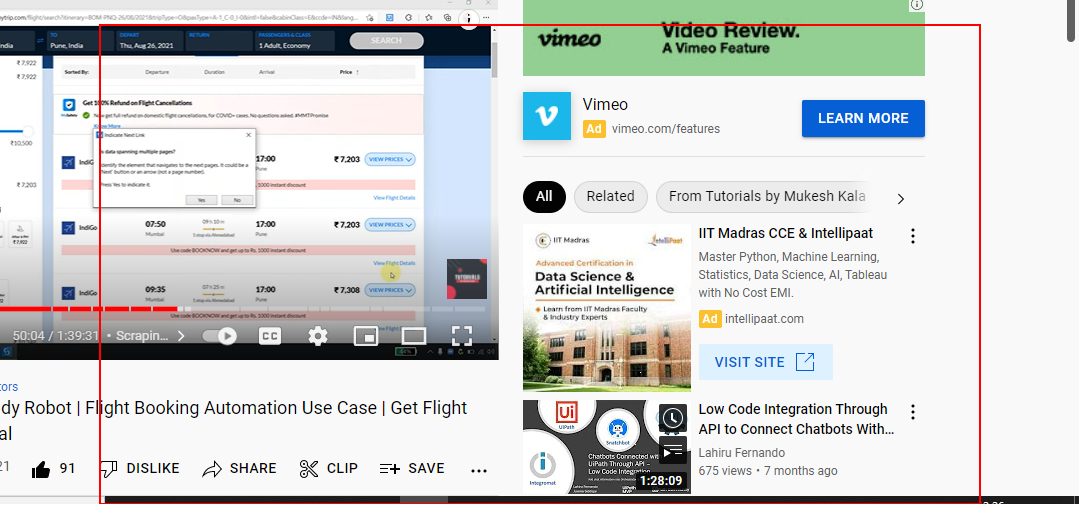 ytrip.com/flight/search?itinerary=BOM-PNQ-26/08/2021&tripType=O&paxType=A-1_C-0_I-0&intl=false&cabinClass=E&ccde=IN&lang...
TO DEPART RETURN PASSENGERS & CLASS
ndia Pune, India Thu, Aug 26, 2021 1 Adult, Economy SEARCH
₹ 7,922
₹ 7,922
Sorted By: Departure Duration Arrival Price ↑
Get 100% Refund on Flight Cancellations
Now get full refund on domestic flight cancellations, for COVID+ cases. No questions asked. #MMTPromise
Know More
₹10,500
Indicate Next Link
Is data spanning multiple pages?
Identify the element that navigates to the next pages. It could be a
'Next' button or an arrow (not a page number).
Press Yes to indicate it.
Yes No
IndiGo 17:00 ₹ 7,203 VIEW PRICES
Pune
₹ 7,203
1000 instant discount
View Flight Details
₹ 7,922
IndiGo 07:50 09 h 10 m 17:00 ₹ 7,203 VIEW PRICES
Mumbai 1 stop via Ahmedabad Pune
Use code BOOKNOW and get up to Rs. 1000 instant discount
View Flight Details
IndiGo 09:35 07 h 25 m 17:00 ₹ 7,308 VIEW PRICES
Mumbai 1 stop via Ahmedabad Pune
TUTORIALS
Use code BOOKNOW and get up to Rs. 1000 instant discount
50:04 / 1:39:31 • Scrapin...
CC
tors
dy Robot | Flight Booking Automation Use Case | Get Flight
al
21 91 DISLIKE SHARE CLIP SAVE ...
vimeo
Video Review.
A Vimeo Feature
Vimeo
Ad vimeo.com/features
LEARN MORE
All Related From Tutorials by Mukesh Kala
IIT Madras IntelliPaat
Advanced Certification in
Data Science &
Artificial Intelligence
Learn from IIT Madras Faculty
& Industry Experts
IIT Madras CCE & Intellipaat
Master Python, Machine Learning,
Statistics, Data Science, AI, Tableau
with No Cost EMI.
Ad intellipaat.com
VISIT SITE
Ui
UiPath
Snatchbot
Integromat
Chatbots Connected with
UiPath Through API –
Low Code Integration
1:28:09
Low Code Integration Through
API to Connect Chatbots With...
Lahiru Fernando
675 views • 7 months ago